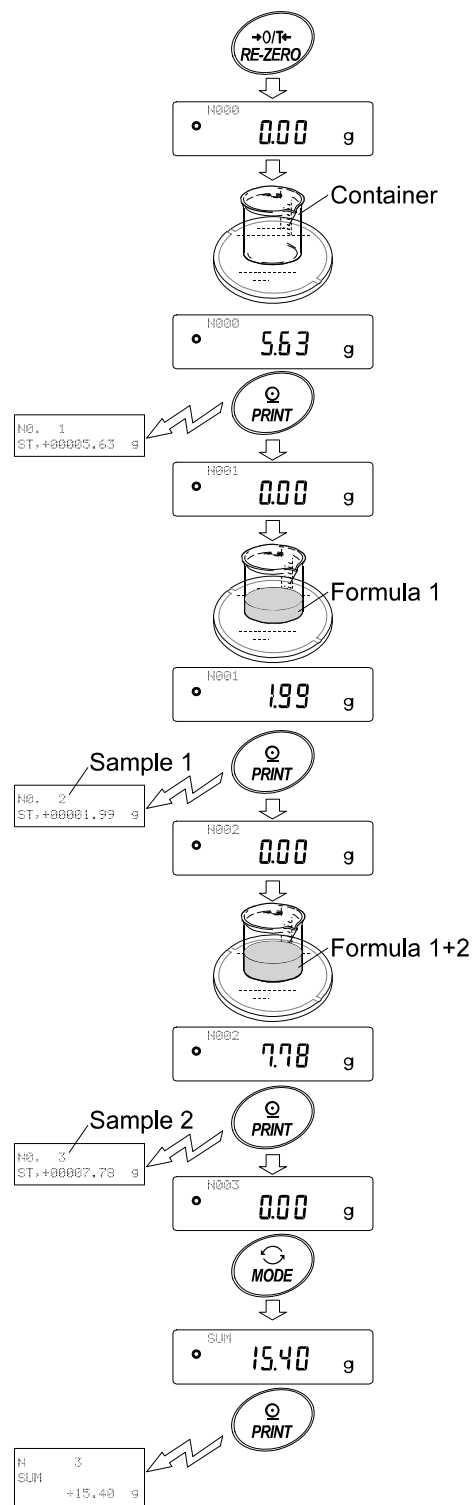 →0/T←
RE-ZERO
N000
0.00 g
Container
N000
5.63 g
PRINT
N0. 1
ST,+00005.63 g
N001
0.00 g
Formula 1
N001
1.99 g
PRINT
Sample 1
N0. 2
ST,+00001.99 g
N002
0.00 g
Formula 1+2
N002
7.78 g
PRINT
Sample 2
N0. 3
ST,+00007.78 g
N003
0.00 g
MODE
SUM
15.40 g
PRINT
N 3
SUM
+15.40 g